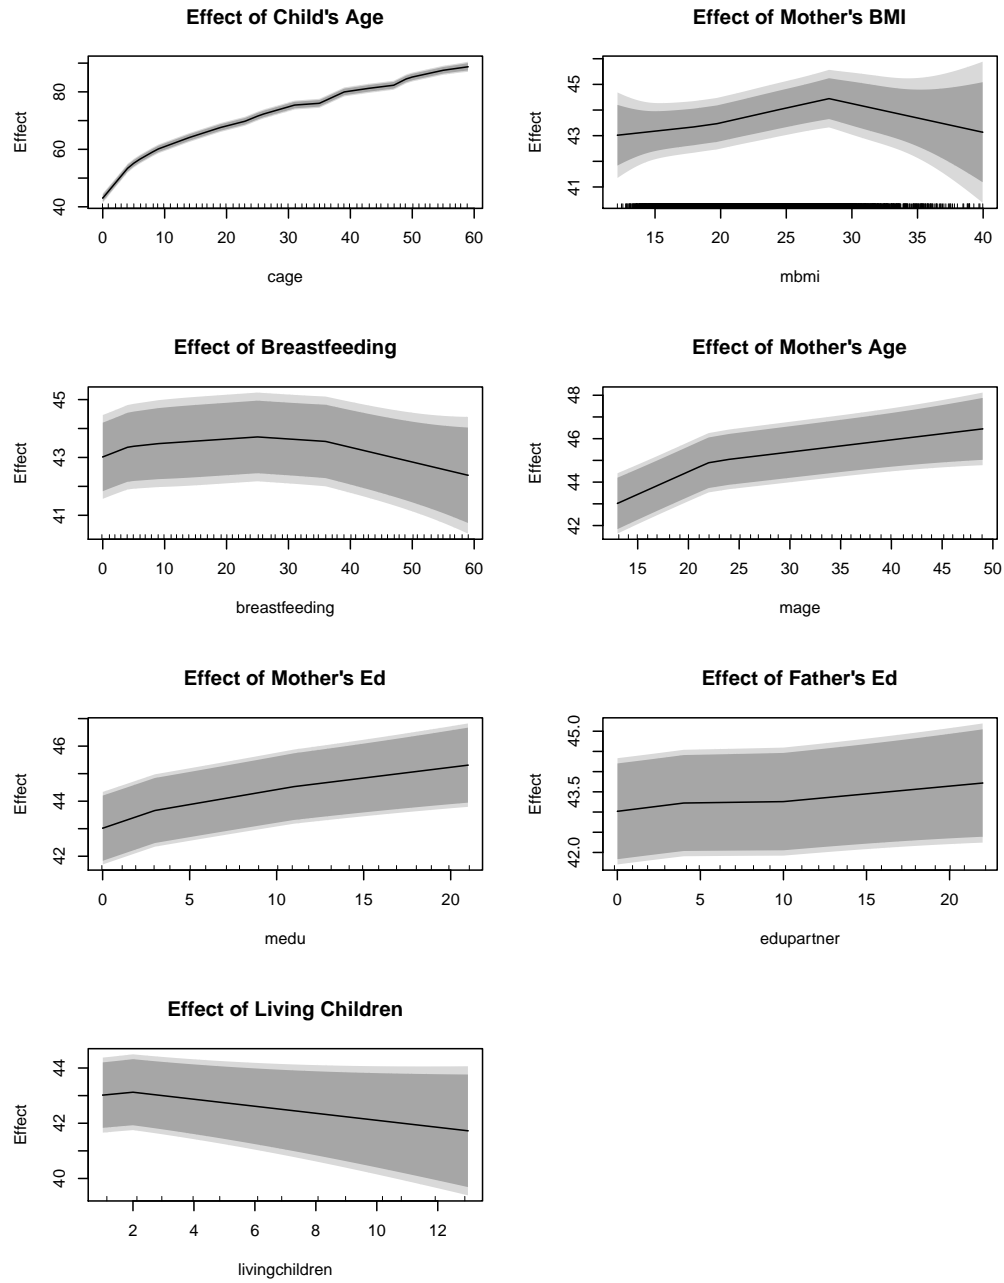 Effect of Child's Age
Effect
40 60 80
0 10 20 30 40 50 60
cage
Effect of Mother's BMI
Effect
41 43 45
15 20 25 30 35 40
mbmi
Effect of Breastfeeding
Effect
41 43 45
0 10 20 30 40 50 60
breastfeeding
Effect of Mother's Age
Effect
42 44 46 48
15 20 25 30 35 40 45 50
mage
Effect of Mother's Ed
Effect
42 44 46
0 5 10 15 20
medu
Effect of Father's Ed
Effect
42.0 43.5 45.0
0 5 10 15 20
edupartner
Effect of Living Children
Effect
40 42 44
2 4 6 8 10 12
livingchildren